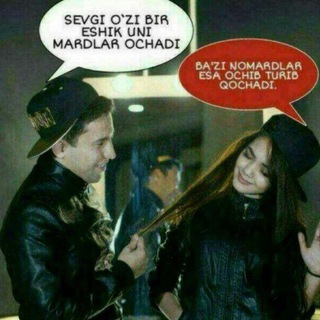 SEVGI O'ZI BIR
ESHIK UNI
MARDLAR OCHADI
BA'ZI NOMARDLAR
ESA OCHIB TURIB
QOCHADI.